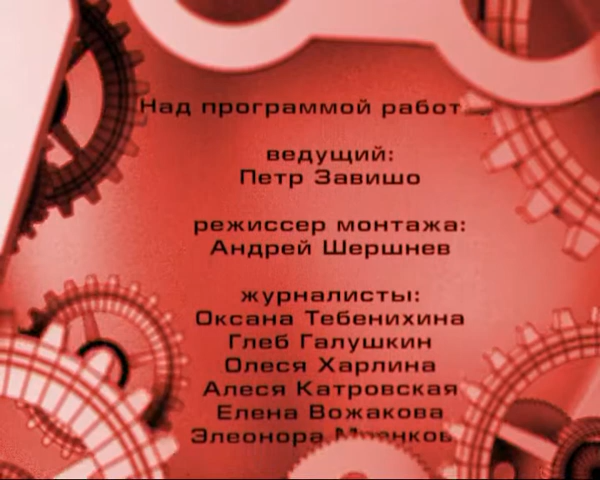 Над программой
ведущий:
Петр Завишо
режиссер монтажа:
Андрей Шершнев
журналисты:
Оксана Тебенихина
Глеб Галушкин
Олеся Харлина
Алеся Катровская
Елена Вожакова
Элеонора